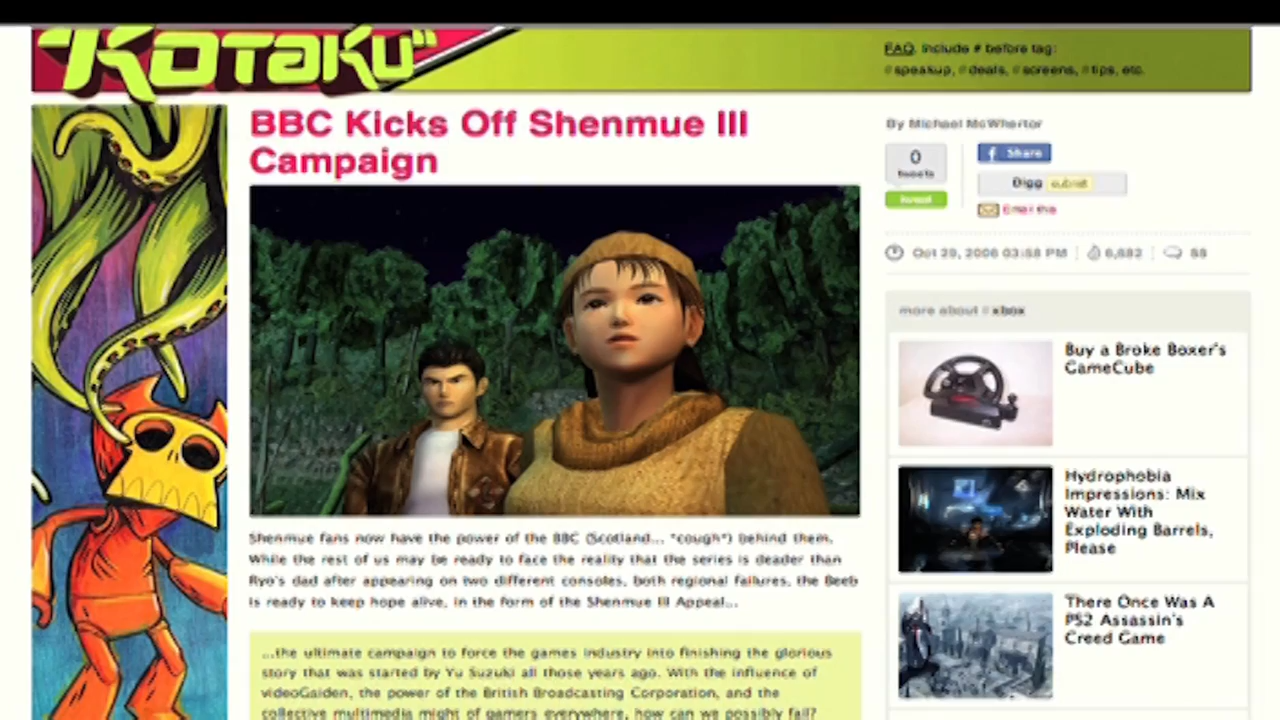 "KOTAKU"
FAQ. Include # before tag:
#speakup, #deals, #screens, #tips, etc.
BBC Kicks Off Shenmue III
Campaign
By Michael McWhertor
0
tweets
tweet
f Share
Digg submit
Email this
Oct 29, 2006 03:58 PM
more about #xbox
Buy a Broke Boxer's
GameCube
Hydrophobia
Impressions: Mix
Water With
Exploding Barrels,
Please
There Once Was A
PS2 Assassin's
Creed Game
Shenmue fans now have the power of the BBC (Scotland... *cough*) behind them.
While the rest of us may be ready to face the reality that the series is deader than
Ryo's dad after appearing on two different consoles, both regional failures, the Beeb
is ready to keep hope alive, in the form of the Shenmue III Appeal...
...the ultimate campaign to force the games industry into finishing the glorious
story that was started by Yu Suzuki all those years ago. With the influence of
videoGaiden, the power of the British Broadcasting Corporation, and the
collective multimedia might of gamers everywhere, how can we possibly fail?